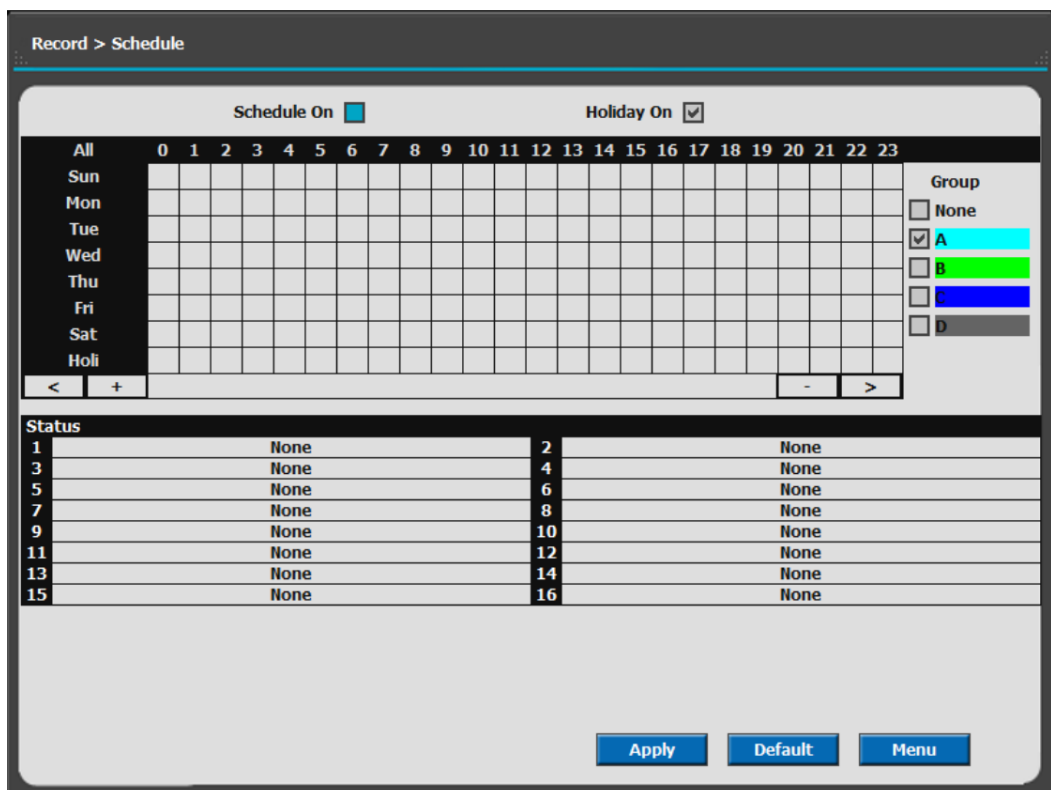 Record > Schedule
Schedule On Holiday On
All 0 1 2 3 4 5 6 7 8 9 10 11 12 13 14 15 16 17 18 19 20 21 22 23
Sun
Group
Mon
None
Tue
A
Wed
B
Thu
C
Fri
D
Sat
Holi
< + - >
Status
1 None 2 None
3 None 4 None
5 None 6 None
7 None 8 None
9 None 10 None
11 None 12 None
13 None 14 None
15 None 16 None
Apply Default Menu